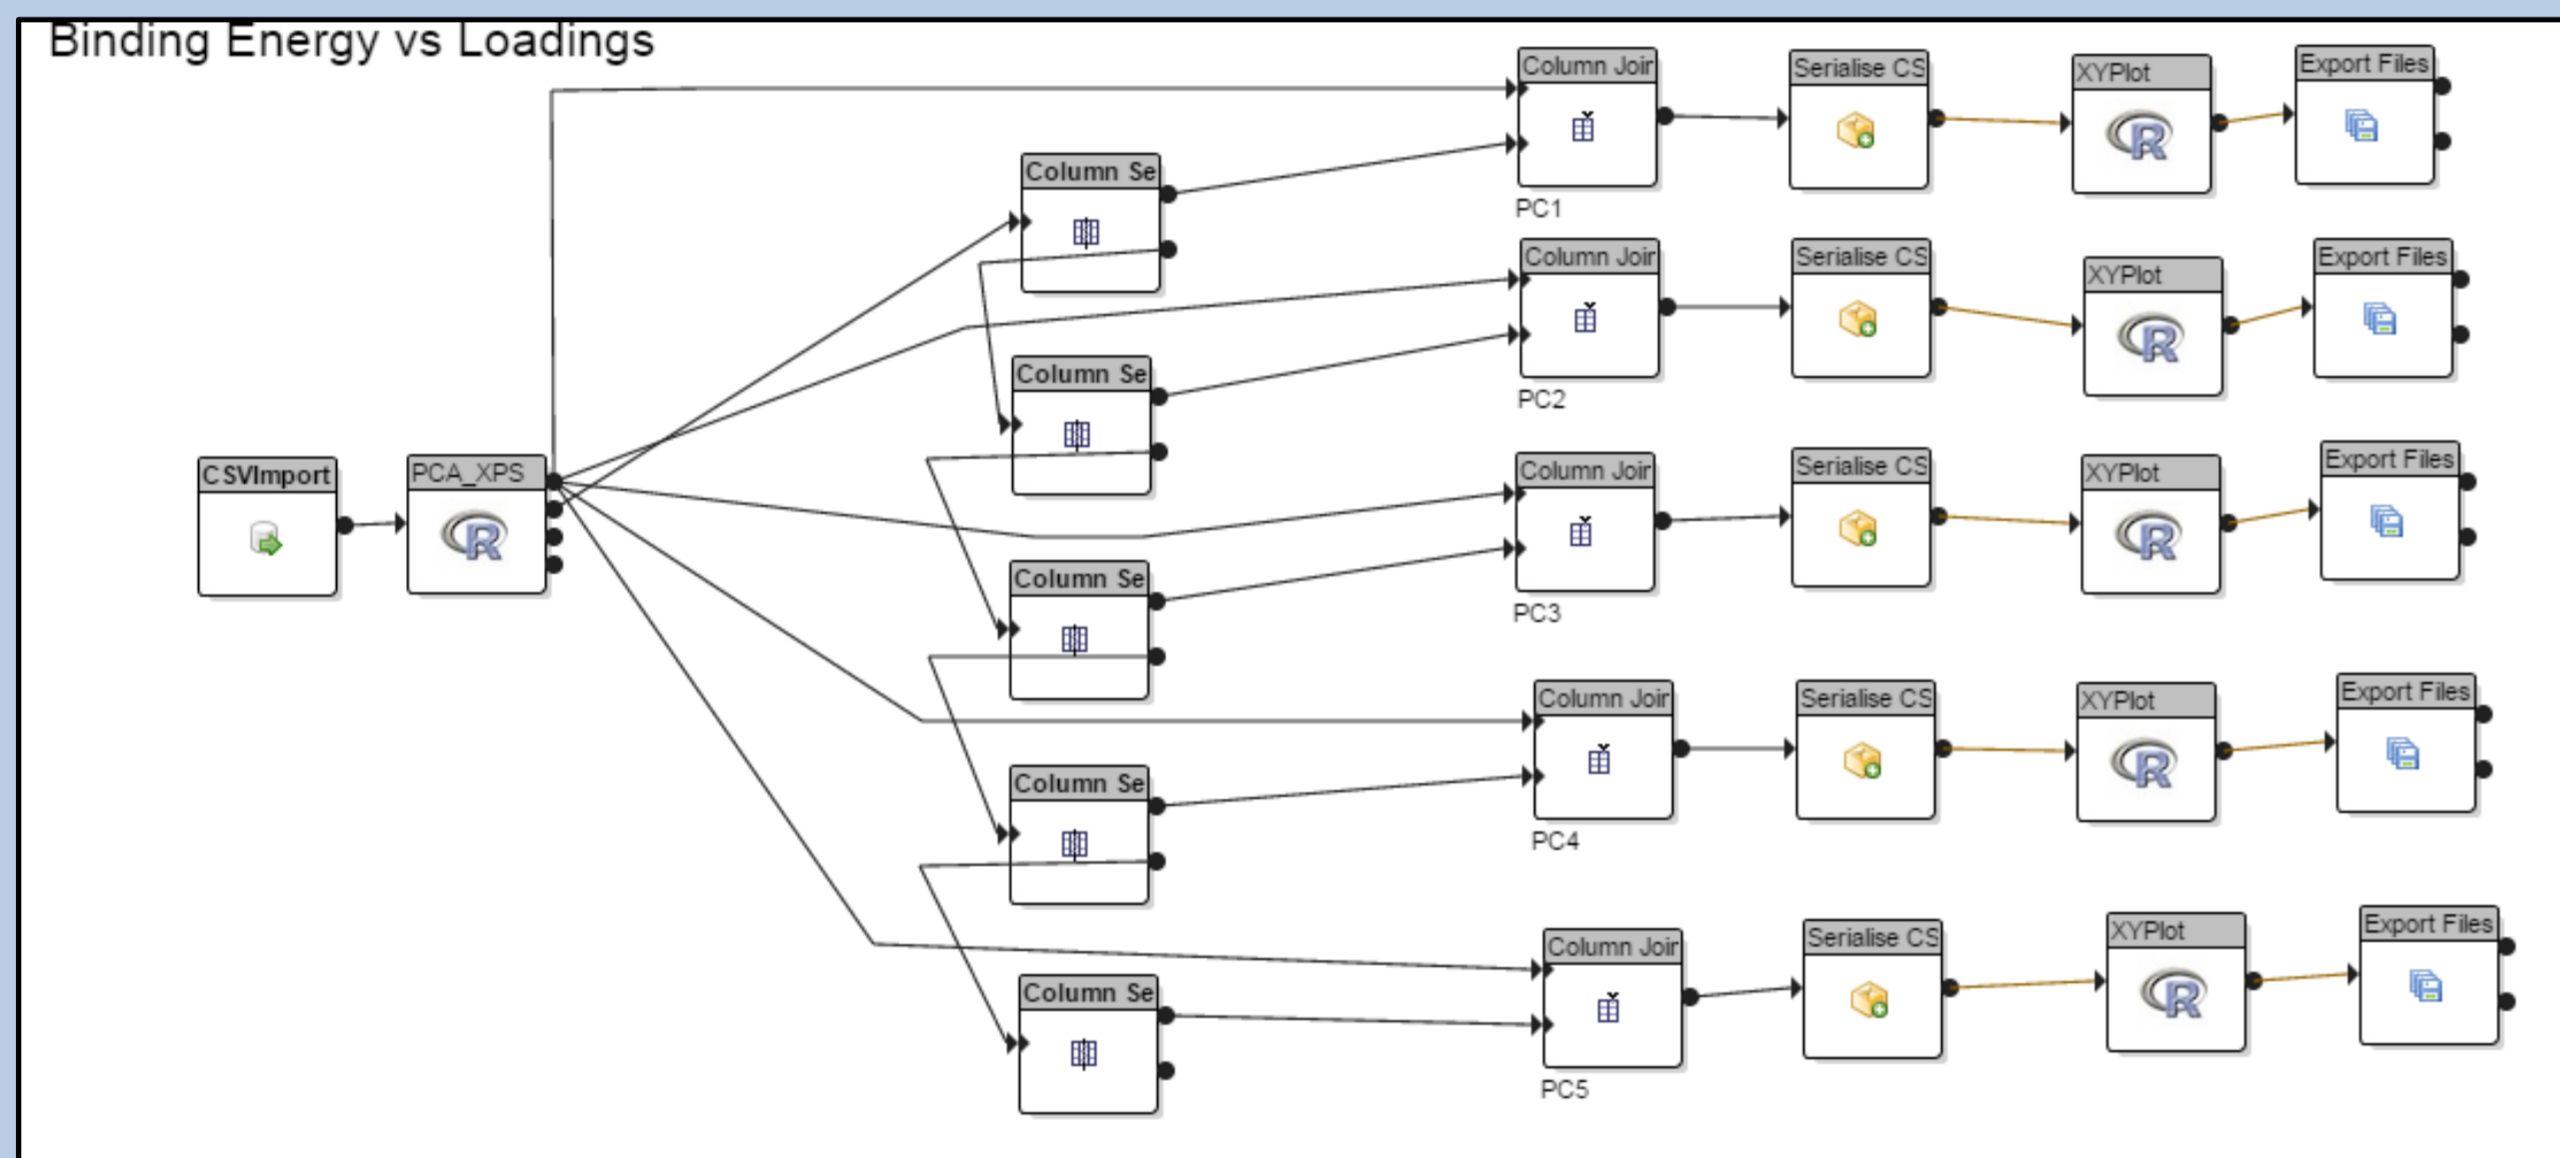 Binding Energy vs Loadings
Column Joir
Serialise CS
XYPlot
Export Files
Column Se
PC1
Column Joir
Serialise CS
XYPlot
Export Files
Column Se
PC2
CSVImport
PCA_XPS
Column Joir
Serialise CS
XYPlot
Export Files
Column Se
PC3
Column Joir
Serialise CS
XYPlot
Export Files
Column Se
PC4
Column Joir
Serialise CS
XYPlot
Export Files
Column Se
PC5